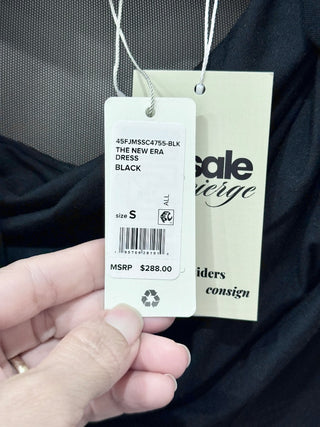 45FJMSSC4755-BLK
THE NEW ERA
DRESS
BLACK
size S
ALL
MSRP $288.00
sale
ierge
iders
consign